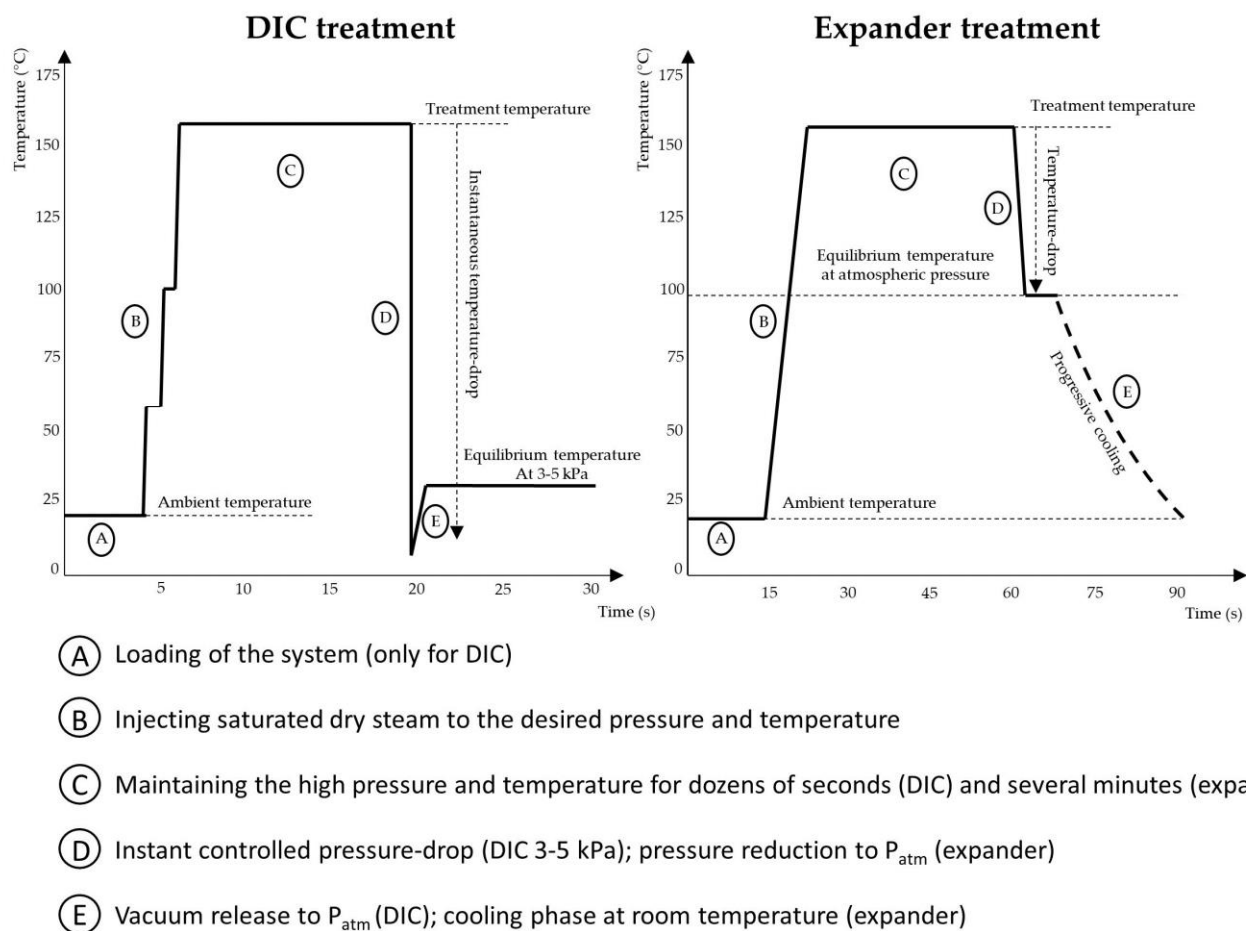 DIC treatment
Temperature (°C)
175
150
125
100
75
50
25
0
Treatment temperature
C
Instantaneous temperature-drop
B
D
Equilibrium temperature
At 3-5 kPa
Ambient temperature
A
E
5
10
15
20
25
30
Time (s)
Expander treatment
Temperature (°C)
175
150
125
100
75
50
25
0
Treatment temperature
C
D
Temperature-drop
Equilibrium temperature
at atmospheric pressure
B
E
Progressive cooling
Ambient temperature
A
15
30
45
60
75
90
Time (s)
A Loading of the system (only for DIC)
B Injecting saturated dry steam to the desired pressure and temperature
C Maintaining the high pressure and temperature for dozens of seconds (DIC) and several minutes (expa
D Instant controlled pressure-drop (DIC 3-5 kPa); pressure reduction to Patm (expander)
E Vacuum release to Patm (DIC); cooling phase at room temperature (expander)